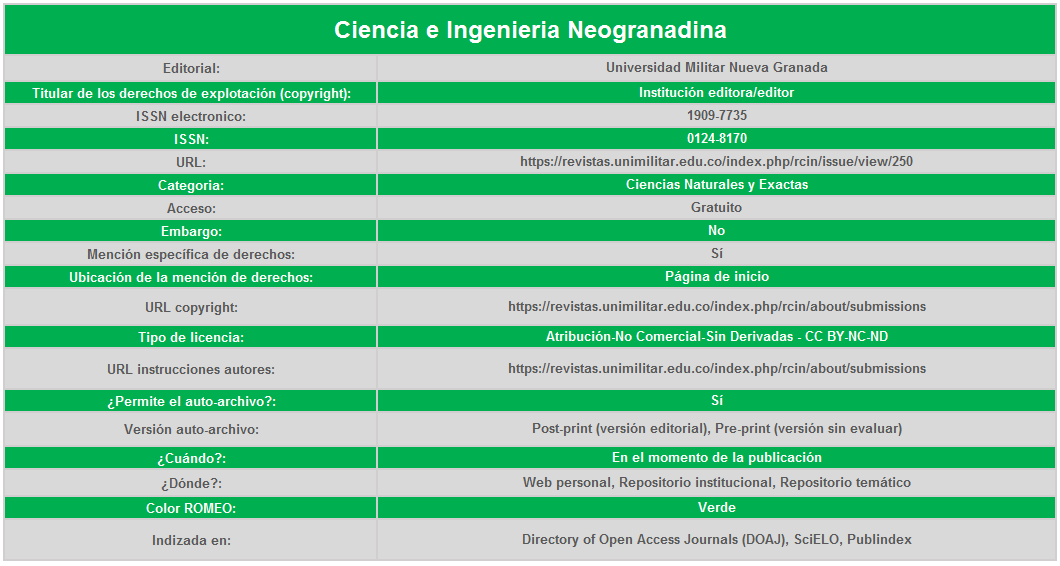 Ciencia e Ingenieria Neogranadina
Editorial: Universidad Militar Nueva Granada
Titular de los derechos de explotación (copyright): Institución editora/editor
ISSN electronico: 1909-7735
ISSN: 0124-8170
URL: https://revistas.unimilitar.edu.co/index.php/rcin/issue/view/250
Categoria: Ciencias Naturales y Exactas
Acceso: Gratuito
Embargo: No
Mención específica de derechos: Sí
Ubicación de la mención de derechos: Página de inicio
URL copyright: https://revistas.unimilitar.edu.co/index.php/rcin/about/submissions
Tipo de licencia: Atribución-No Comercial-Sin Derivadas - CC BY-NC-ND
URL instrucciones autores: https://revistas.unimilitar.edu.co/index.php/rcin/about/submissions
¿Permite el auto-archivo?: Sí
Versión auto-archivo: Post-print (versión editorial), Pre-print (versión sin evaluar)
¿Cuándo?: En el momento de la publicación
¿Dónde?: Web personal, Repositorio institucional, Repositorio temático
Color ROMEO: Verde
Indizada en: Directory of Open Access Journals (DOAJ), SciELO, Publindex